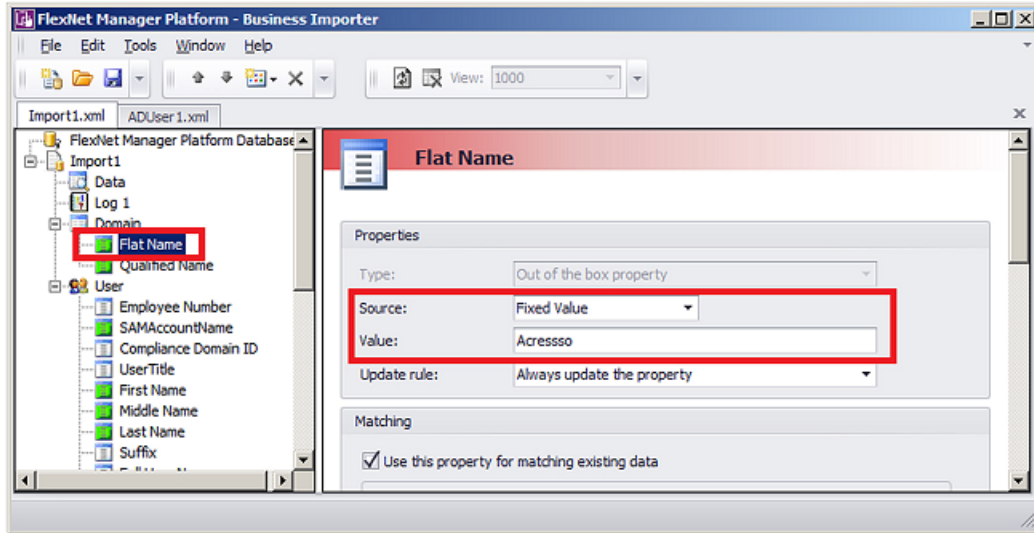 FlexNet Manager Platform - Business Importer
File Edit Tools Window Help
View: 1000
Import1.xml ADUser1.xml
FlexNet Manager Platform Database
Import1
Data
Log 1
Domain
Flat Name
Qualified Name
User
Employee Number
SAMAccountName
Compliance Domain ID
UserTitle
First Name
Middle Name
Last Name
Suffix
Flat Name
Properties
Type: Out of the box property
Source: Fixed Value
Value: Acressso
Update rule: Always update the property
Matching
Use this property for matching existing data